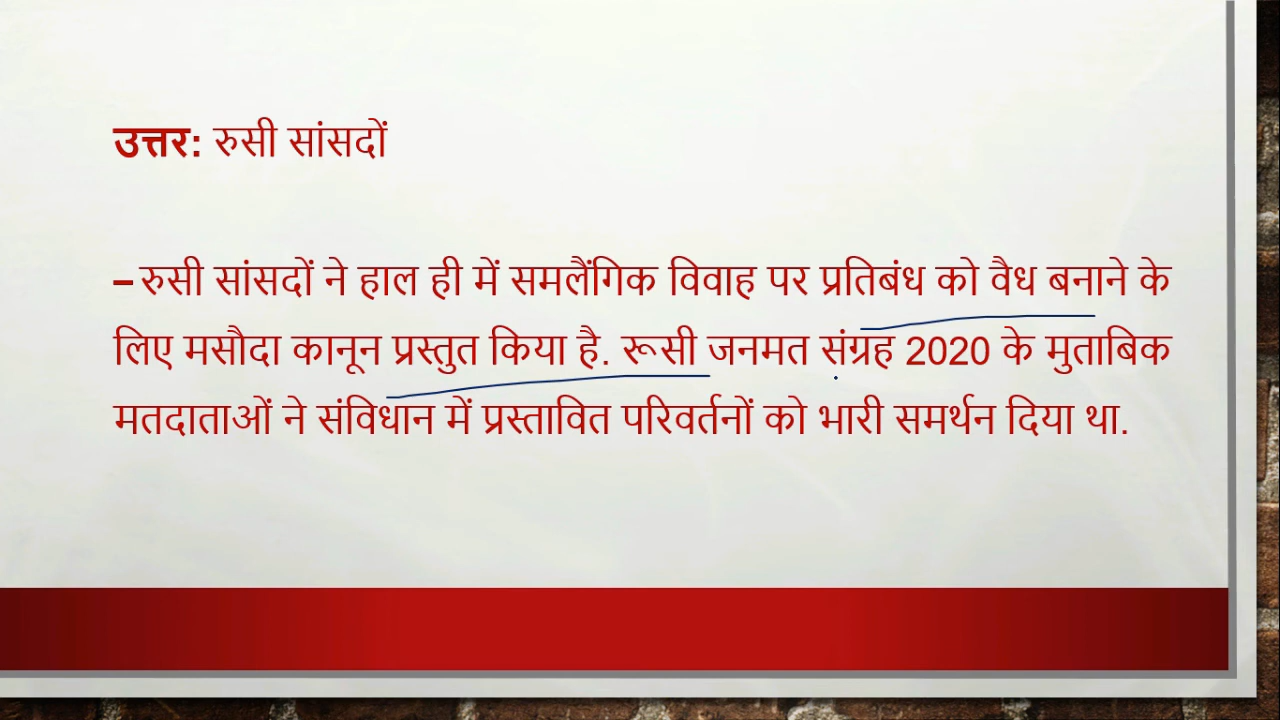 उत्तर: रुसी सांसदों
– रुसी सांसदों ने हाल ही में समलैंगिक विवाह पर प्रतिबंध को वैध बनाने के
लिए मसौदा कानून प्रस्तुत किया है. रूसी जनमत संग्रह 2020 के मुताबिक
मतदाताओं ने संविधान में प्रस्तावित परिवर्तनों को भारी समर्थन दिया था.